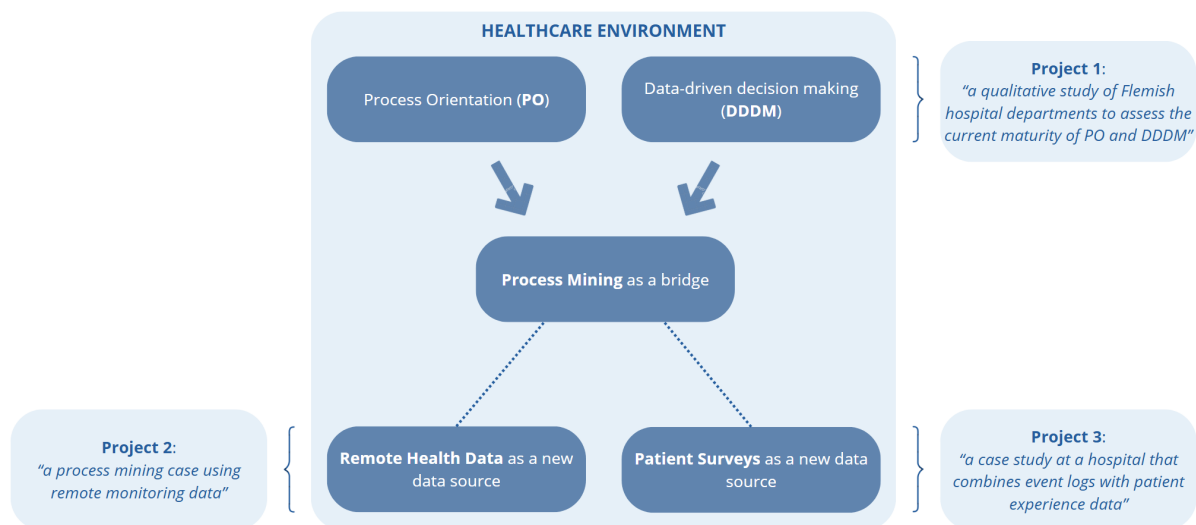 HEALTHCARE ENVIRONMENT
Process Orientation (PO)
Data-driven decision making
(DDDM)
Project 1:
“a qualitative study of Flemish
hospital departments to assess the
current maturity of PO and DDDM”
Process Mining as a bridge
Project 2:
“a process mining case using
remote monitoring data”
Remote Health Data as a new
data source
Patient Surveys as a new data
source
Project 3:
“a case study at a hospital that
combines event logs with patient
experience data”